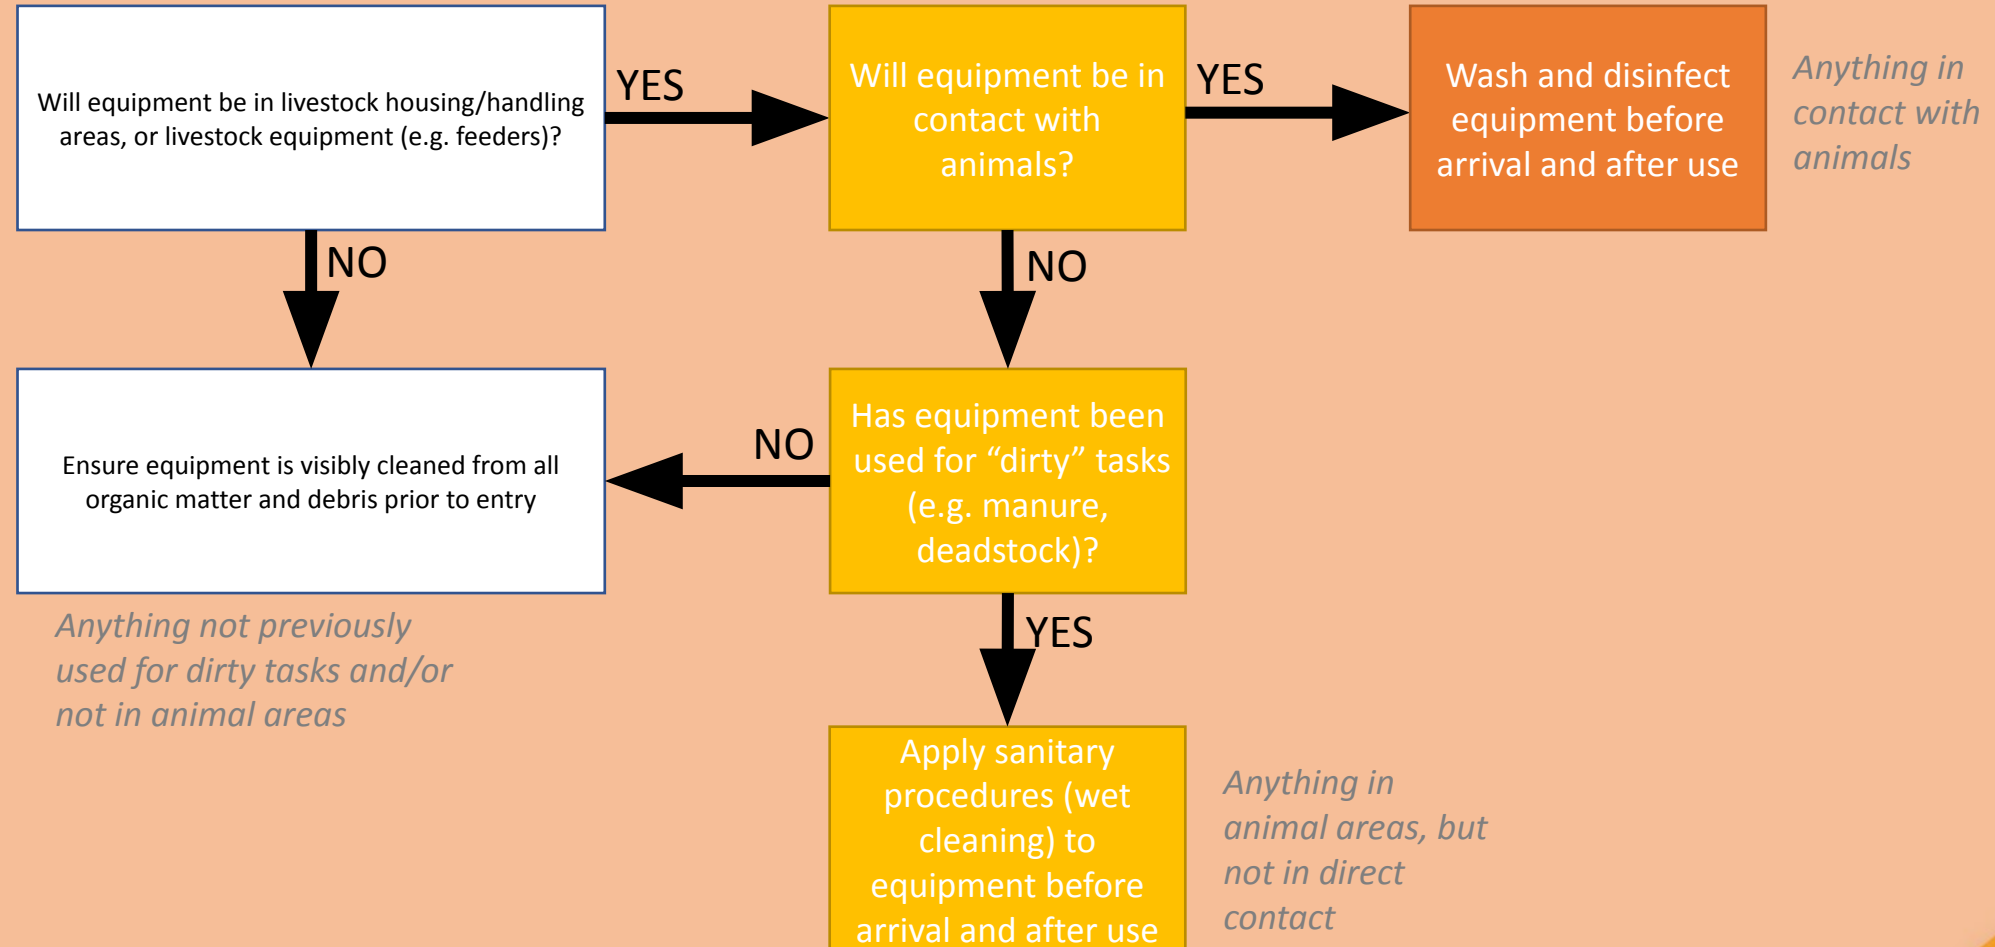 Will equipment be in livestock housing/handling
areas, or livestock equipment (e.g. feeders)?
YES
Will equipment be in
contact with
animals?
YES
Wash and disinfect
equipment before
arrival and after use
Anything in
contact with
animals
NO
NO
Ensure equipment is visibly cleaned from all
organic matter and debris prior to entry
NO
Has equipment been
used for “dirty” tasks
(e.g. manure,
deadstock)?
Anything not previously
used for dirty tasks and/or
not in animal areas
YES
Apply sanitary
procedures (wet
cleaning) to
equipment before
arrival and after use
Anything in
animal areas, but
not in direct
contact